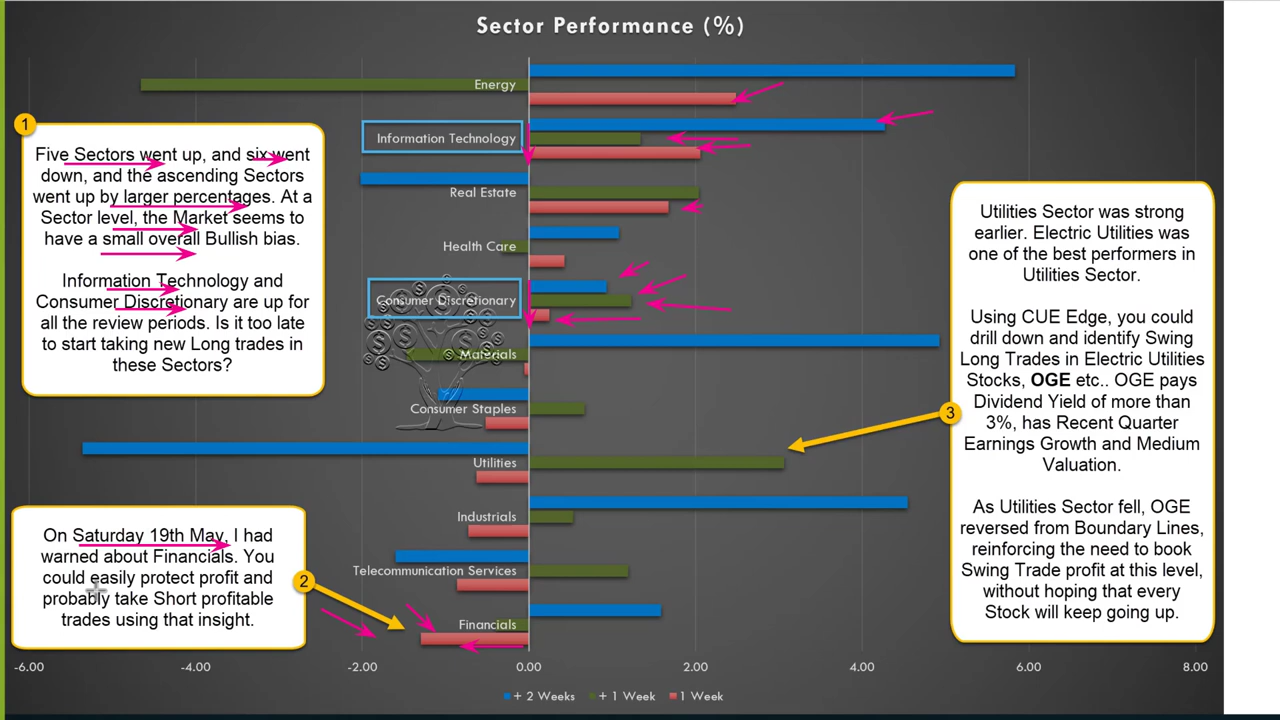 Sector Performance (%)
Energy
Information Technology
Real Estate
Health Care
Consumer Discretionary
Materials
Consumer Staples
Utilities
Industrials
Telecommunication Services
Financials
-6.00 -4.00 -2.00 0.00 2.00 4.00 6.00 8.00
+ 2 Weeks + 1 Week 1 Week
1
Five Sectors went up, and six went
down, and the ascending Sectors
went up by larger percentages. At a
Sector level, the Market seems to
have a small overall Bullish bias.
Information Technology and
Consumer Discretionary are up for
all the review periods. Is it too late
to start taking new Long trades in
these Sectors?
2
On Saturday 19th May, I had
warned about Financials. You
could easily protect profit and
probably take Short profitable
trades using that insight.
3
Utilities Sector was strong
earlier. Electric Utilities was
one of the best performers in
Utilities Sector.
Using CUE Edge, you could
drill down and identify Swing
Long Trades in Electric Utilities
Stocks, OGE etc.. OGE pays
Dividend Yield of more than
3%, has Recent Quarter
Earnings Growth and Medium
Valuation.
As Utilities Sector fell, OGE
reversed from Boundary Lines,
reinforcing the need to book
Swing Trade profit at this level,
without hoping that every
Stock will keep going up.